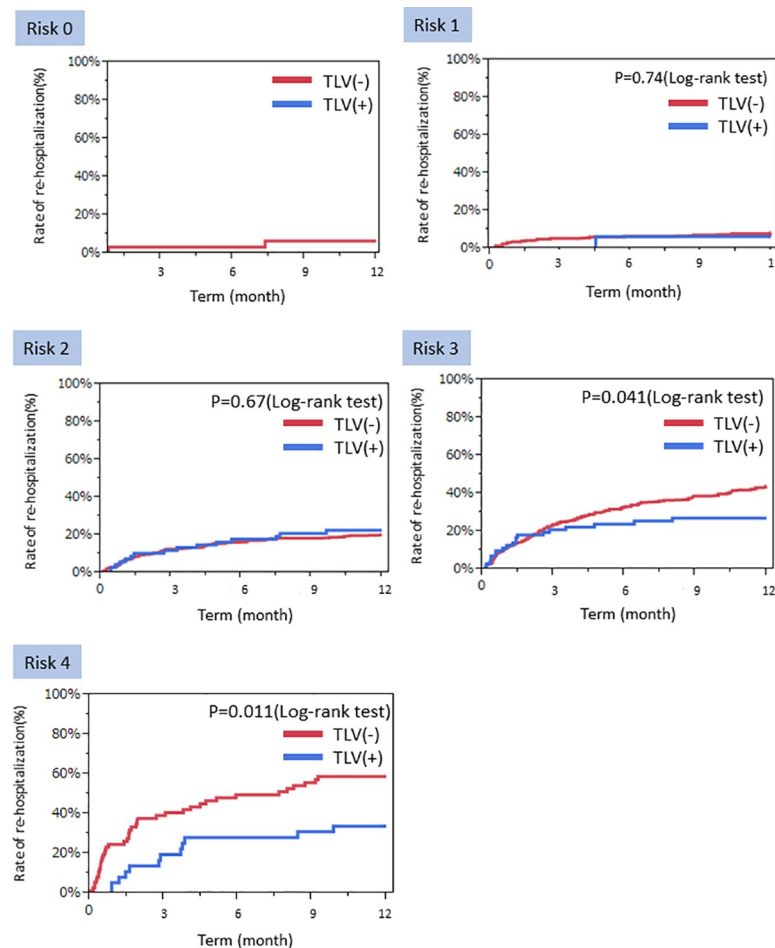 Risk 0
100%
80%
60%
40%
20%
0%
Rate of re-hospitalization(%)
TLV(-)
TLV(+)
3
6
9
12
Term (month)
Risk 1
100%
80%
60%
40%
20%
0%
Rate of re-hospitalization(%)
P=0.74(Log-rank test)
TLV(-)
TLV(+)
0
3
6
9
1
Term (month)
Risk 2
100%
80%
60%
40%
20%
0%
Rate of re-hospitalization(%)
P=0.67(Log-rank test)
TLV(-)
TLV(+)
0
3
6
9
12
Term (month)
Risk 3
100%
80%
60%
40%
20%
0%
Rate of re-hospitalization(%)
P=0.041(Log-rank test)
TLV(-)
TLV(+)
0
3
6
9
12
Term (month)
Risk 4
100%
80%
60%
40%
20%
0%
Rate of re-hospitalization(%)
P=0.011(Log-rank test)
TLV(-)
TLV(+)
0
3
6
9
12
Term (month)